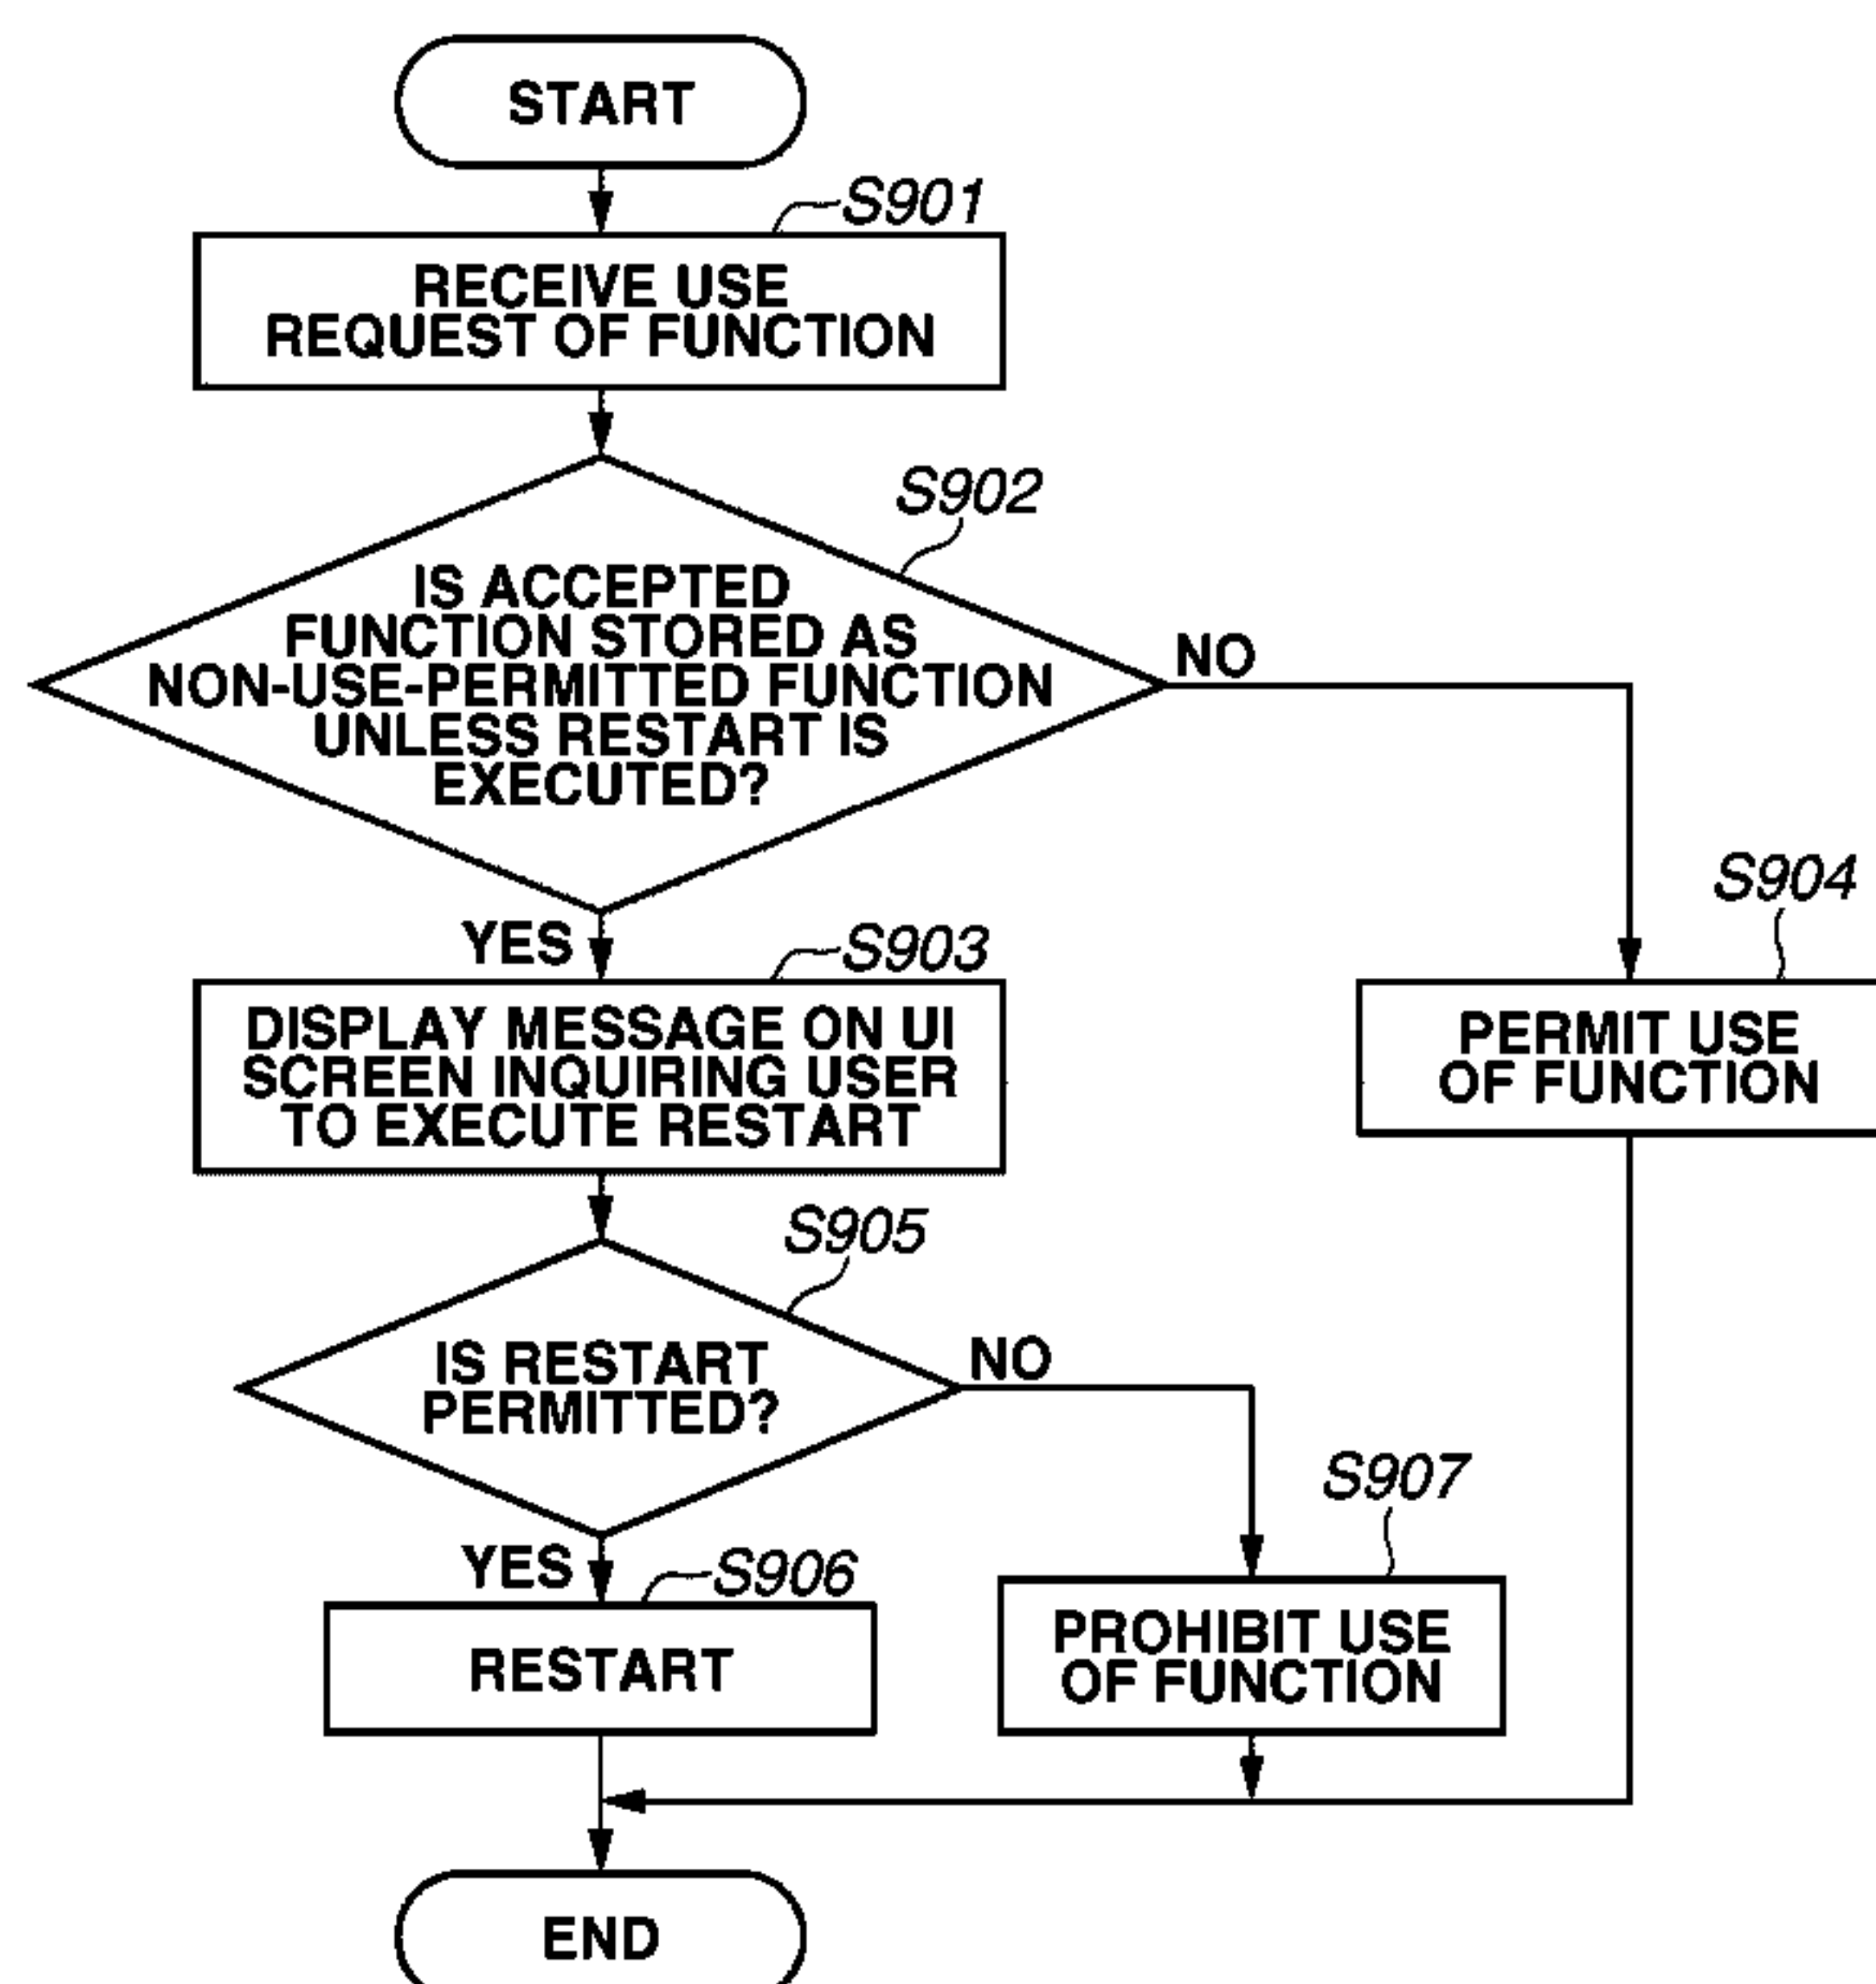 START
S901
RECEIVE USE
REQUEST OF FUNCTION
S902
IS ACCEPTED
FUNCTION STORED AS
NON-USE-PERMITTED FUNCTION
UNLESS RESTART IS
EXECUTED?
NO
YES
S903
DISPLAY MESSAGE ON UI
SCREEN INQUIRING USER
TO EXECUTE RESTART
S904
PERMIT USE
OF FUNCTION
S905
IS RESTART
PERMITTED?
NO
YES
S906
RESTART
S907
PROHIBIT USE
OF FUNCTION
END